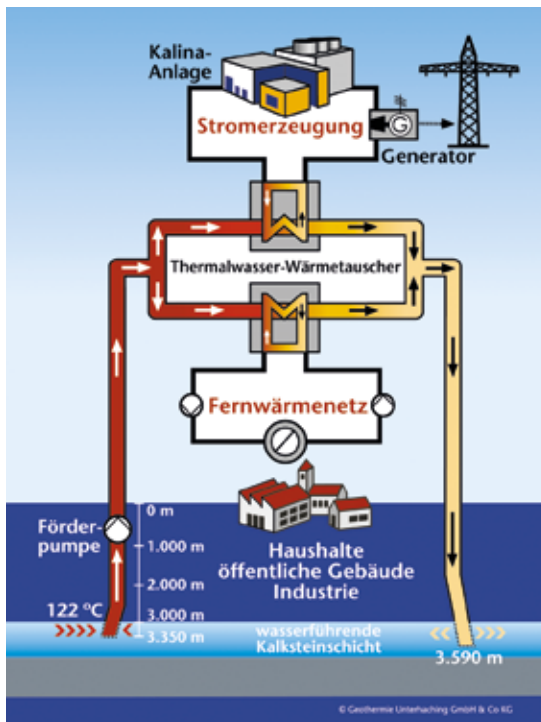 Kalina-
Anlage
Stromerzeugung
G
Generator
Thermalwasser-Wärmetauscher
Fernwärmenetz
0 m
Förder-
pumpe
1.000 m
2.000 m
3.000 m
3.350 m
122 ºC
Haushalte
öffentliche Gebäude
Industrie
wasserführende
Kalksteinschicht
3.590 m
© Geothermie Unterhaching GmbH & Co KG